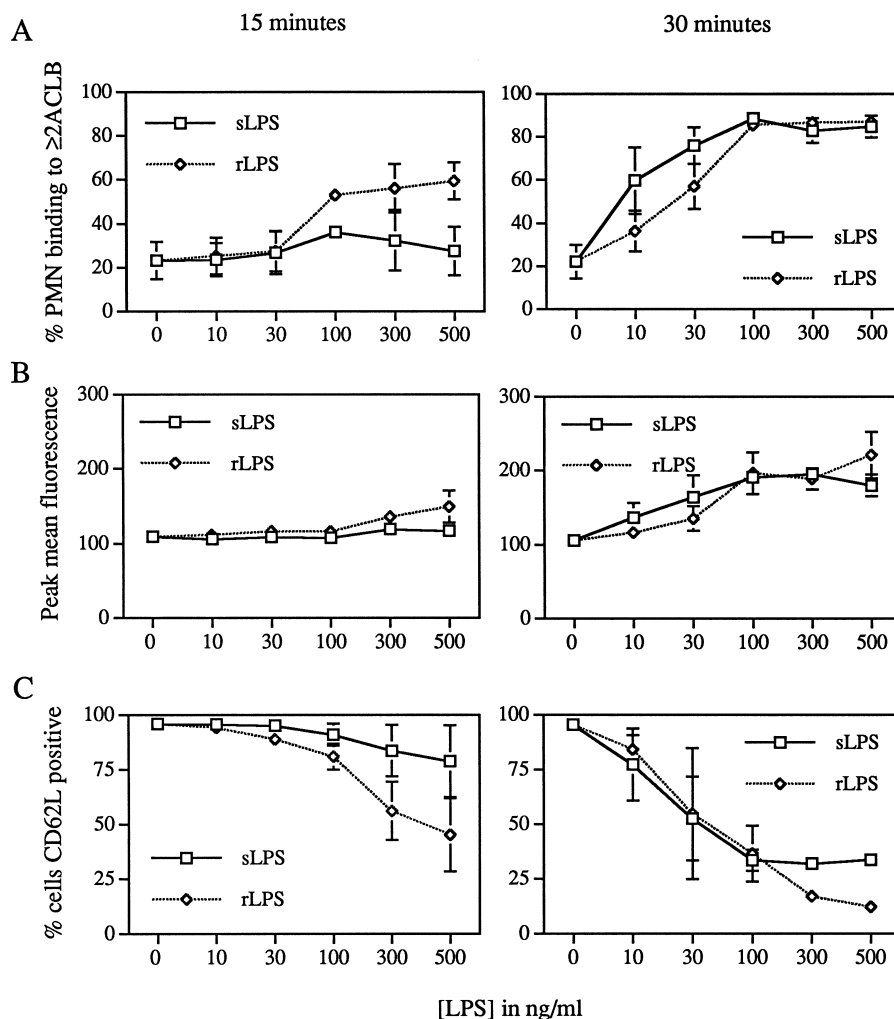 15 minutes
30 minutes
A
% PMN binding to ≥2ACLB
100
80
60
40
20
0
sLPS
rLPS
0 10 30 100 300 500
100
80
60
40
20
0
sLPS
rLPS
0 10 30 100 300 500
B
Peak mean fluorescence
300
200
100
0
sLPS
rLPS
0 10 30 100 300 500
300
200
100
0
sLPS
rLPS
0 10 30 100 300 500
C
% cells CD62L positive
100
75
50
25
0
sLPS
rLPS
0 10 30 100 300 500
100
75
50
25
0
sLPS
rLPS
0 10 30 100 300 500
[LPS] in ng/ml